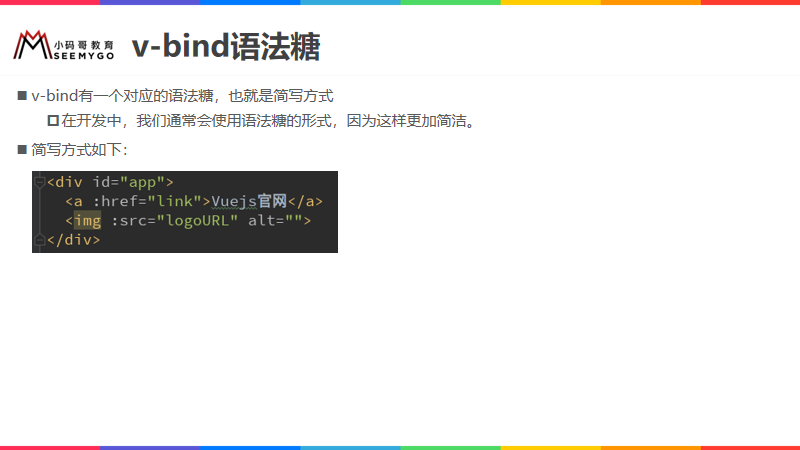 小码哥教育
SEEMYGO
v-bind语法糖
v-bind有一个对应的语法糖，也就是简写方式
在开发中，我们通常会使用语法糖的形式，因为这样更加简洁。
简写方式如下：
<div id="app">
<a :href="link">Vuejs官网</a>
<img :src="logoURL" alt="">
</div>